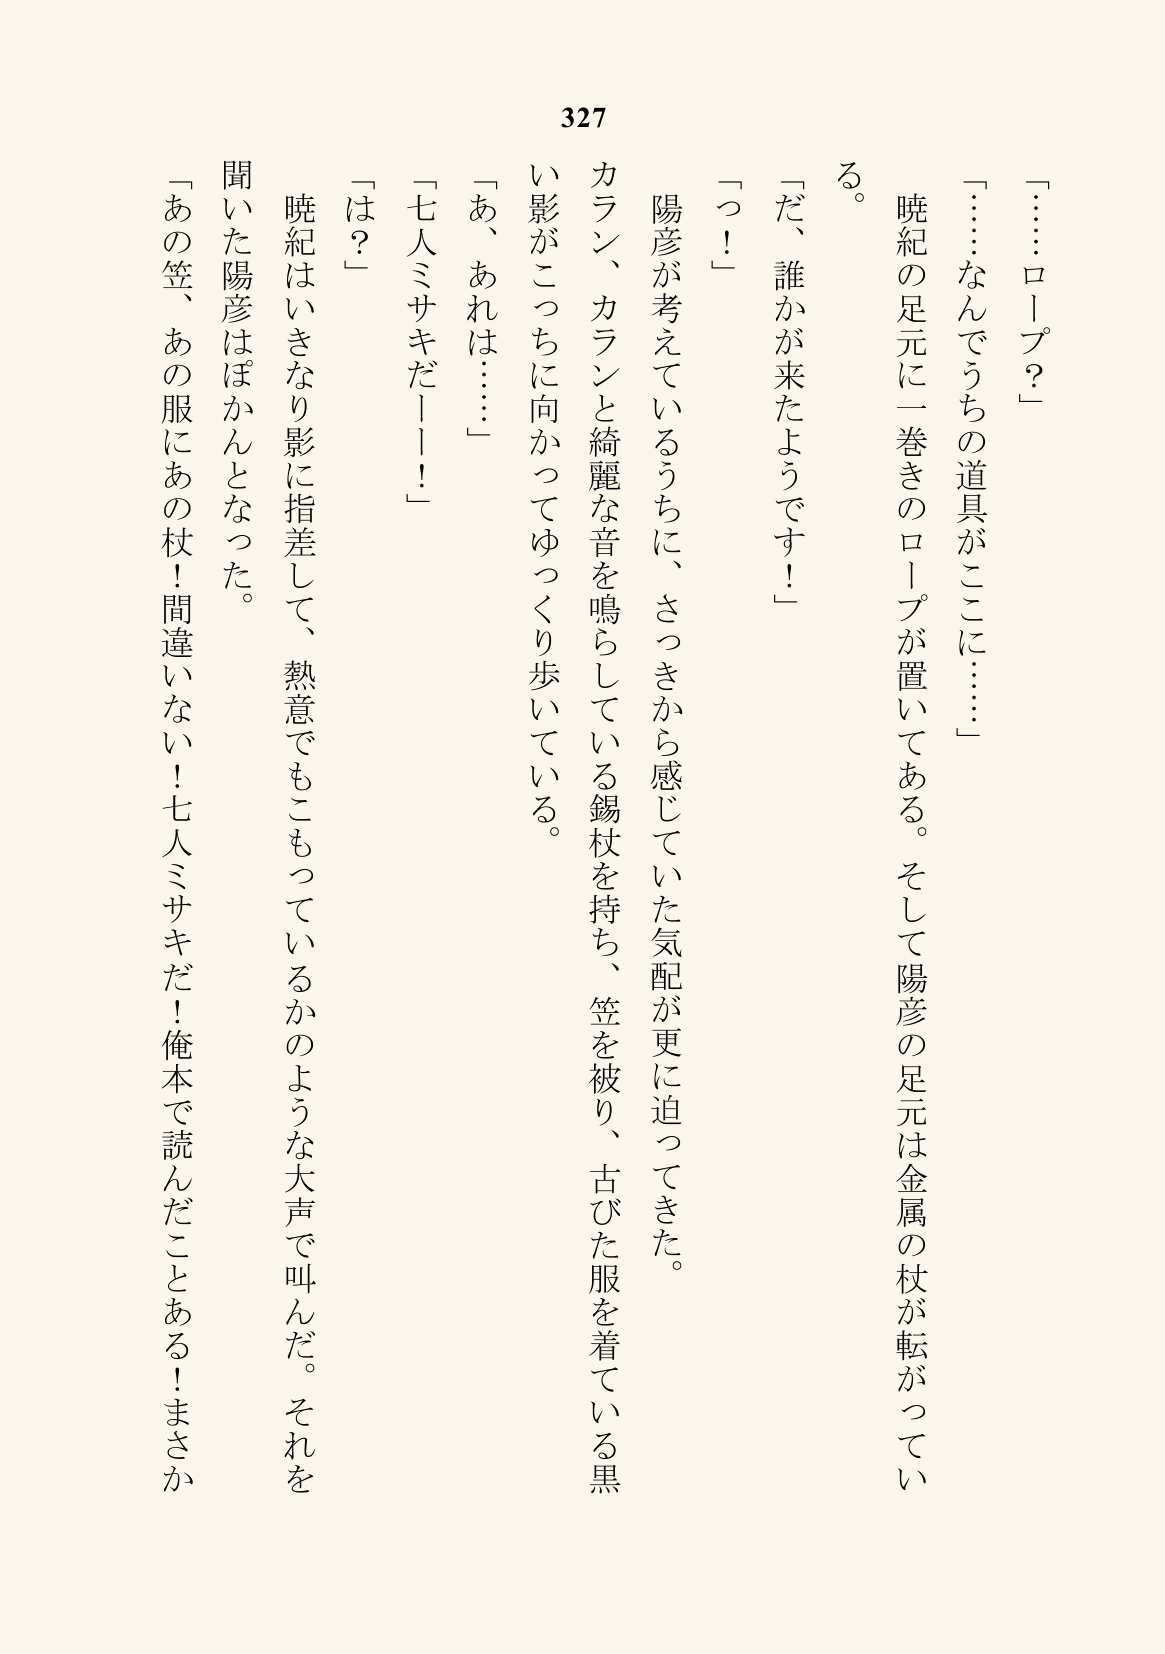 327
「……ロープ？」
「……なんでうちの道具がここに……」
　暁紀の足元に一巻きのロープが置いてある。そして陽彦の足元は金属の杖が転がってい
る。
「だ、誰かが来たようです！」
「っ！」
　陽彦が考えているうちに、さっきから感じていた気配が更に迫ってきた。
カラン、カランと綺麗な音を鳴らしている錫杖を持ち、笠を被り、古びた服を着ている黒
い影がこっちに向かってゆっくり歩いている。
「あ、あれは……」
「七人ミサキだーー！」
「は？」
　暁紀はいきなり影に指差して、熱意でもこもっているかのような大声で叫んだ。それを
聞いた陽彦はぽかんとなった。
「あの笠、あの服にあの杖！間違いない！七人ミサキだ！俺本で読んだことある！まさか